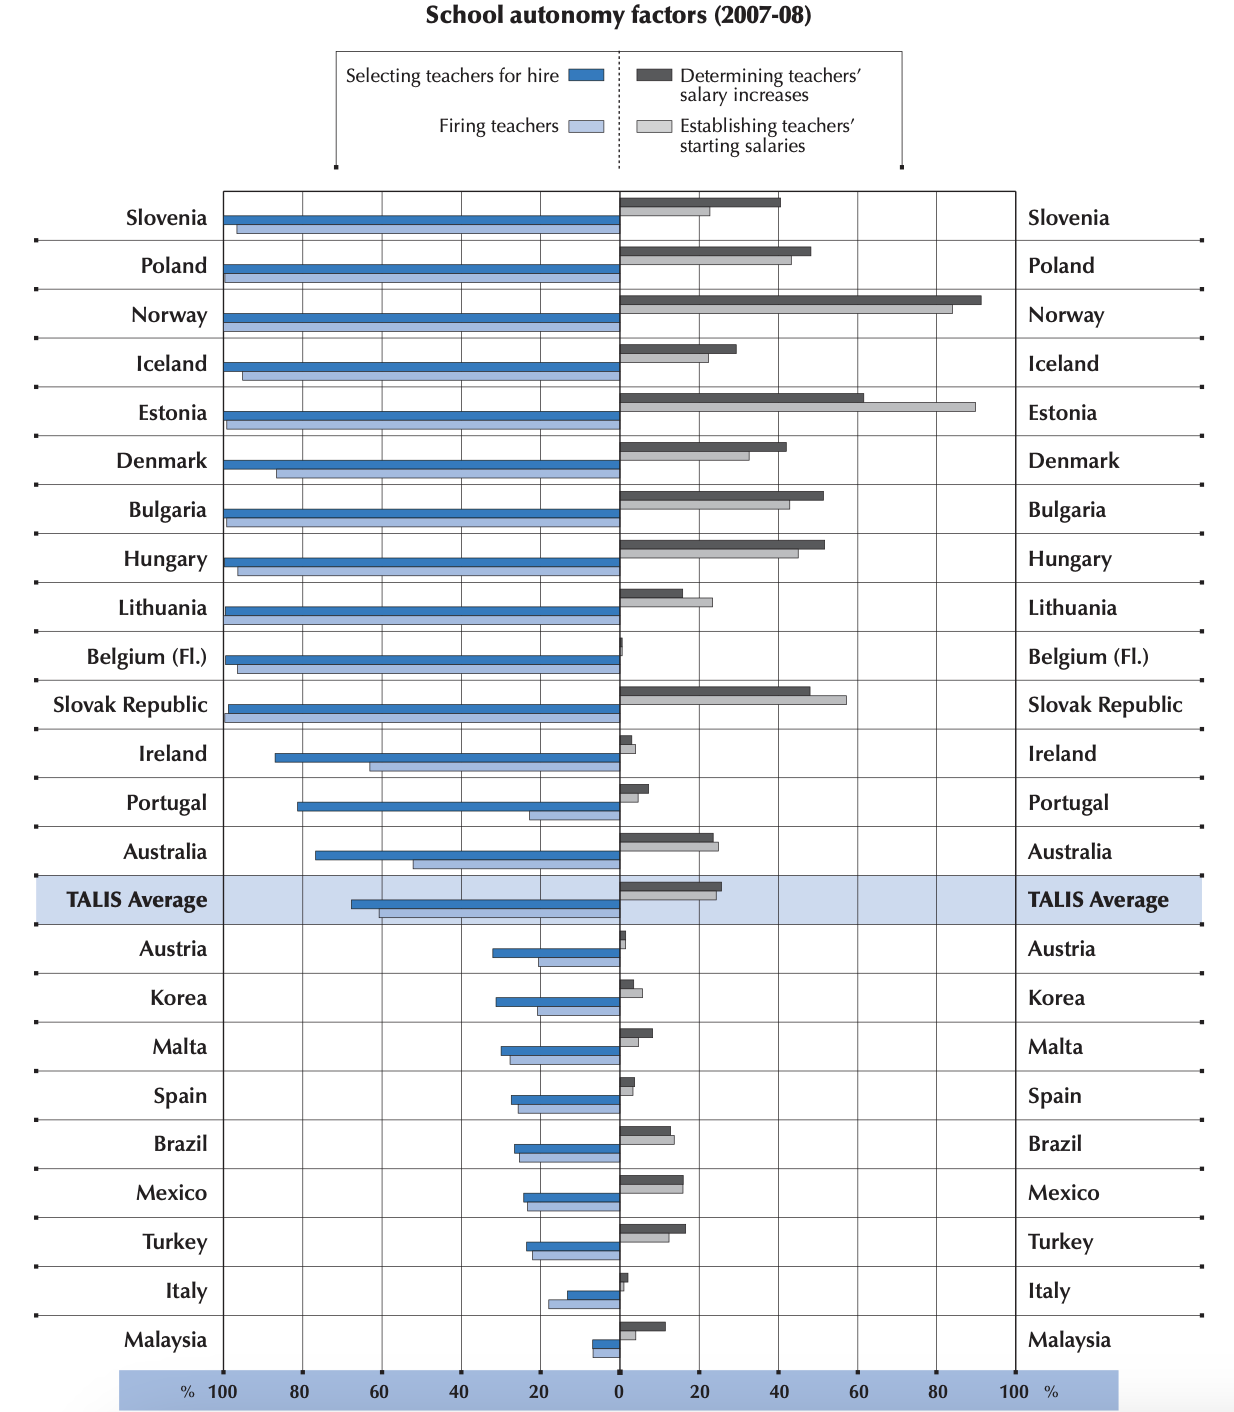 School autonomy factors (2007-08)
Selecting teachers for hire
Firing teachers
Determining teachers’
salary increases
Establishing teachers’
starting salaries
Slovenia Slovenia
Poland Poland
Norway Norway
Iceland Iceland
Estonia Estonia
Denmark Denmark
Bulgaria Bulgaria
Hungary Hungary
Lithuania Lithuania
Belgium (Fl.) Belgium (Fl.)
Slovak Republic Slovak Republic
Ireland Ireland
Portugal Portugal
Australia Australia
TALIS Average TALIS Average
Austria Austria
Korea Korea
Malta Malta
Spain Spain
Brazil Brazil
Mexico Mexico
Turkey Turkey
Italy Italy
Malaysia Malaysia
% 100 80 60 40 20 0 20 40 60 80 100 %